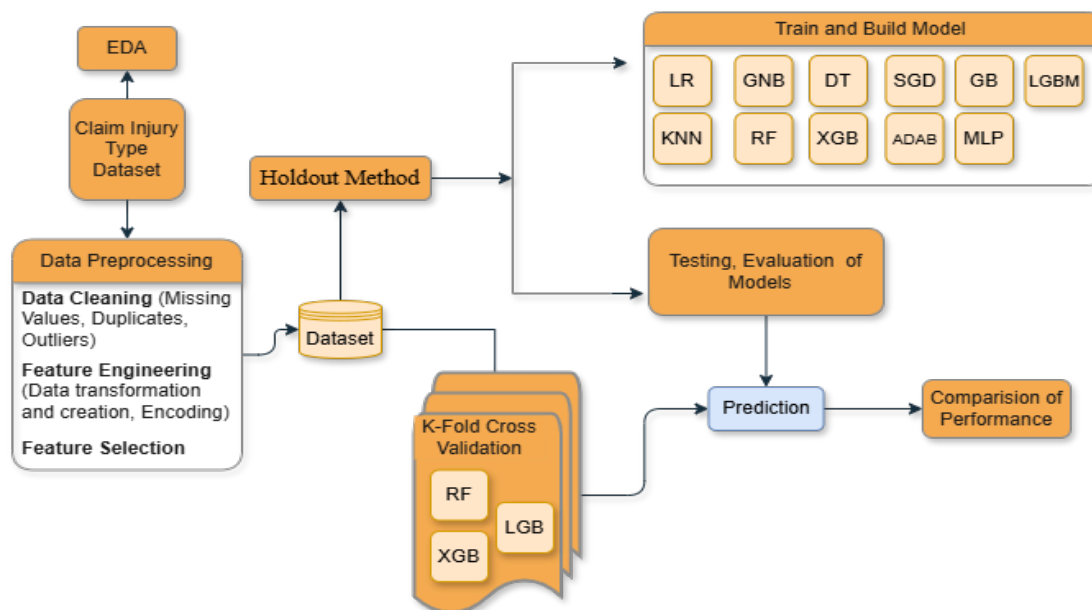 EDA
Claim Injury
Type
Dataset
Data Preprocessing
Data Cleaning (Missing
Values, Duplicates,
Outliers)
Feature Engineering
(Data transformation
and creation, Encoding)
Feature Selection
Dataset
Holdout Method
Train and Build Model
LR
GNB
DT
SGD
GB
LGBM
KNN
RF
XGB
ADAB
MLP
Testing, Evaluation of
Models
K-Fold Cross
Validation
RF
LGB
XGB
Prediction
Comparision of
Performance